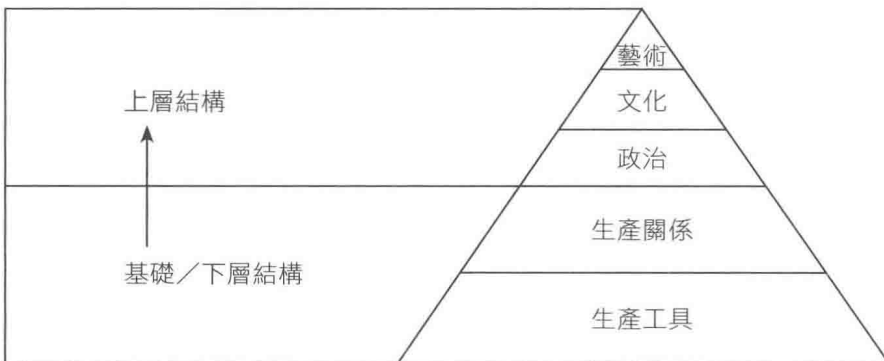 藝術
文化
上層結構
政治
生產關係
基礎／下層結構
生產工具